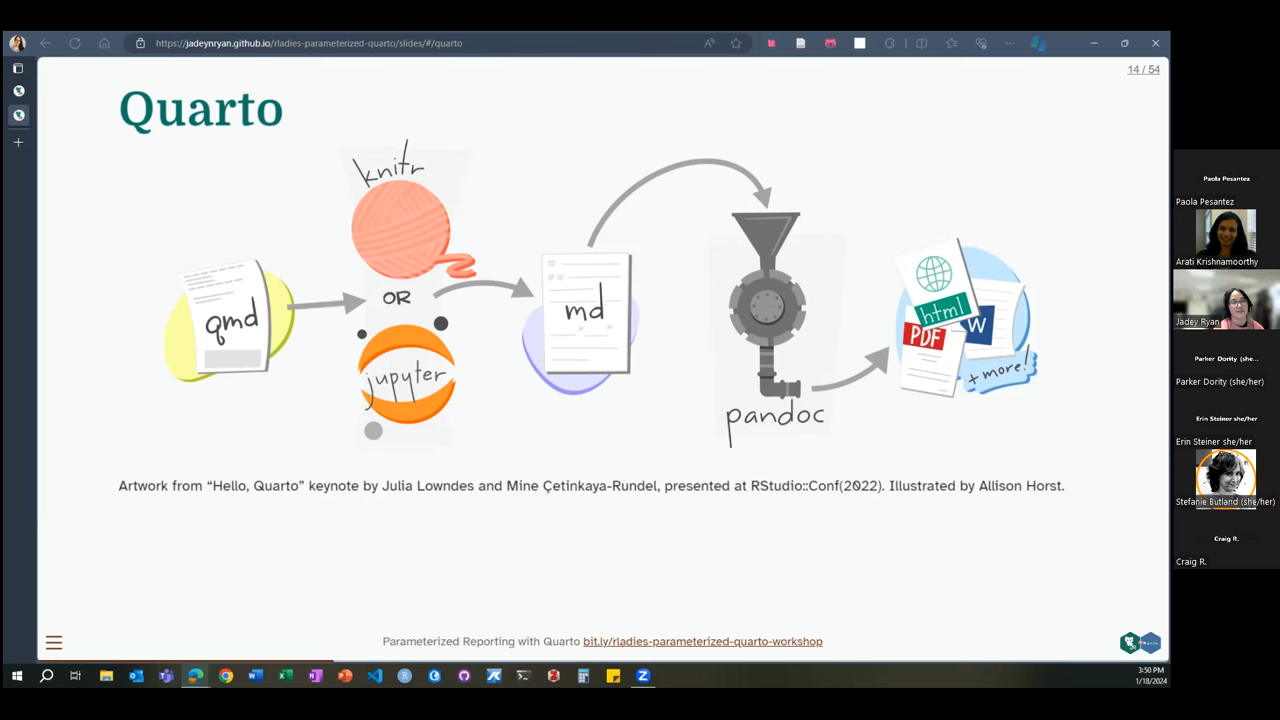 https://jadeynryan.github.io/rladies-parameterized-quarto/slides/#/quarto
14 / 54
Quarto
knitr
qmd
OR
jupyter
#
##
md
pandoc
html
W
PDF
+ more!
Artwork from “Hello, Quarto” keynote by Julia Lowndes and Mine Çetinkaya-Rundel, presented at RStudio::Conf(2022). Illustrated by Allison Horst.
Parameterized Reporting with Quarto bit.ly/rladies-parameterized-quarto-workshop
3:50 PM
1/18/2024
Paola Pesantez
Paola Pesantez
Arati Krishnamoorthy
Jadey Ryan
Parker Dority (she...
Parker Dority (she/her)
Erin Steiner she/her
Erin Steiner she/her
Stefanie Butland (she/her)
Craig R.
Craig R.